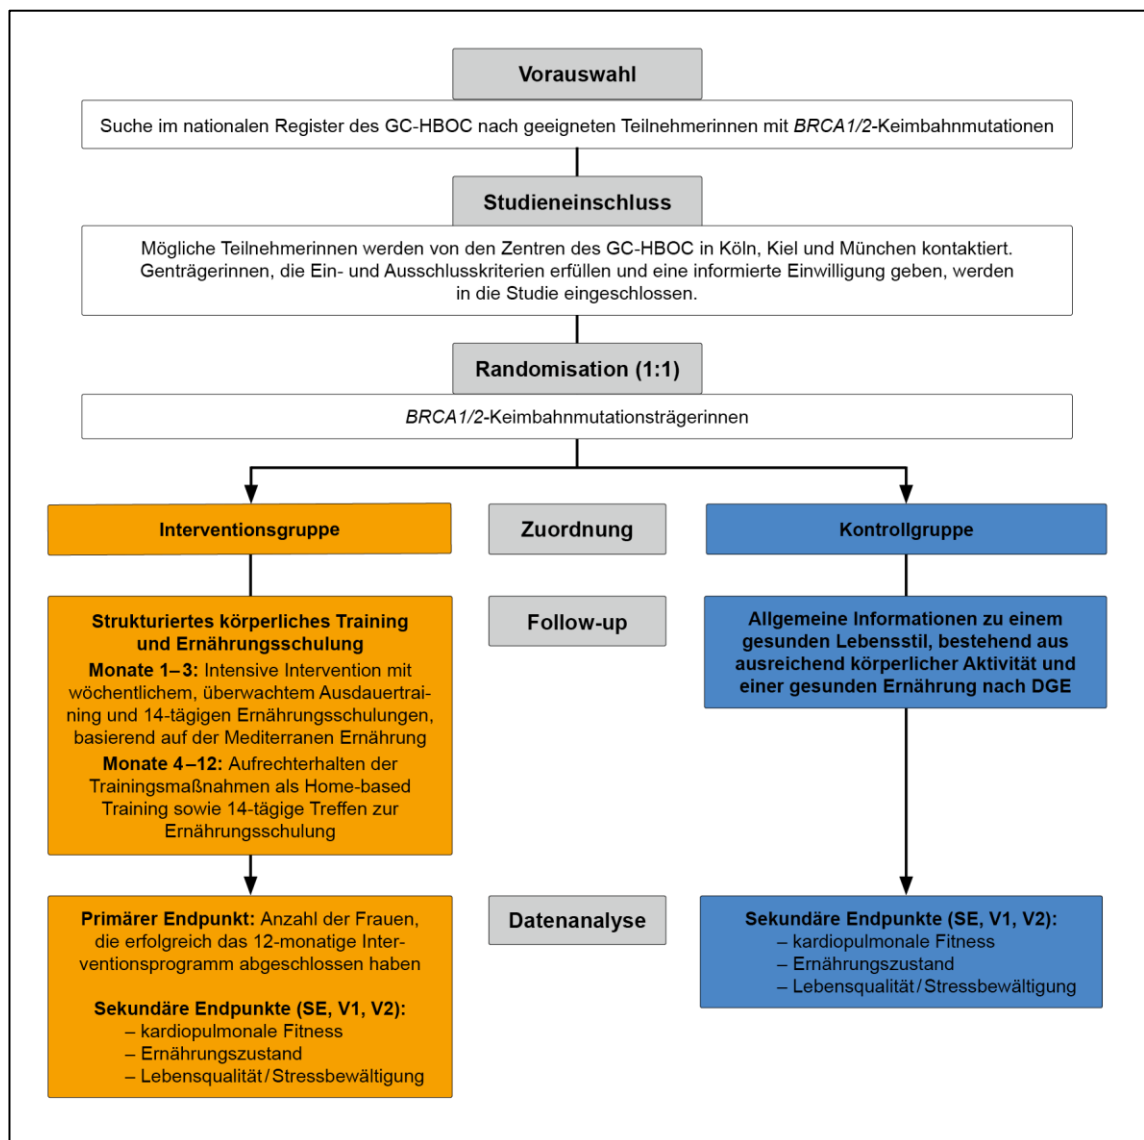 Vorauswahl
Suche im nationalen Register des GC-HBOC nach geeigneten Teilnehmerinnen mit BRCA1/2-Keimbahnmutationen
Studieneinschluss
Mögliche Teilnehmerinnen werden von den Zentren des GC-HBOC in Köln, Kiel und München kontaktiert.
Genträgerinnen, die Ein- und Ausschlusskriterien erfüllen und eine informierte Einwilligung geben, werden
in die Studie eingeschlossen.
Randomisation (1:1)
BRCA1/2-Keimbahnmutationsträgerinnen
Interventionsgruppe
Zuordnung
Kontrollgruppe
Strukturiertes körperliches Training
und Ernährungsschulung
Monate 1–3: Intensive Intervention mit
wöchentlichem, überwachtem Ausdauertrai-
ning und 14-tägigen Ernährungsschulungen,
basierend auf der Mediterranen Ernährung
Monate 4–12: Aufrechterhalten der
Trainingsmaßnahmen als Home-based
Training sowie 14-tägige Treffen zur
Ernährungsschulung
Follow-up
Allgemeine Informationen zu einem
gesunden Lebensstil, bestehend aus
ausreichend körperlicher Aktivität und
einer gesunden Ernährung nach DGE
Primärer Endpunkt: Anzahl der Frauen,
die erfolgreich das 12-monatige Inter-
ventionsprogramm abgeschlossen haben
Sekundäre Endpunkte (SE, V1, V2):
– kardiopulmonale Fitness
– Ernährungszustand
– Lebensqualität/Stressbewältigung
Datenanalyse
Sekundäre Endpunkte (SE, V1, V2):
– kardiopulmonale Fitness
– Ernährungszustand
– Lebensqualität/Stressbewältigung